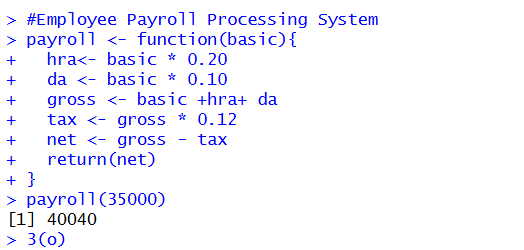 > #Employee Payroll Processing System
> payroll <- function(basic){
+   hra<- basic * 0.20
+   da <- basic * 0.10
+   gross <- basic +hra+ da
+   tax <- gross * 0.12
+   net <- gross - tax
+   return(net)
+ }
> payroll(35000)
[1] 40040
> 3(o)